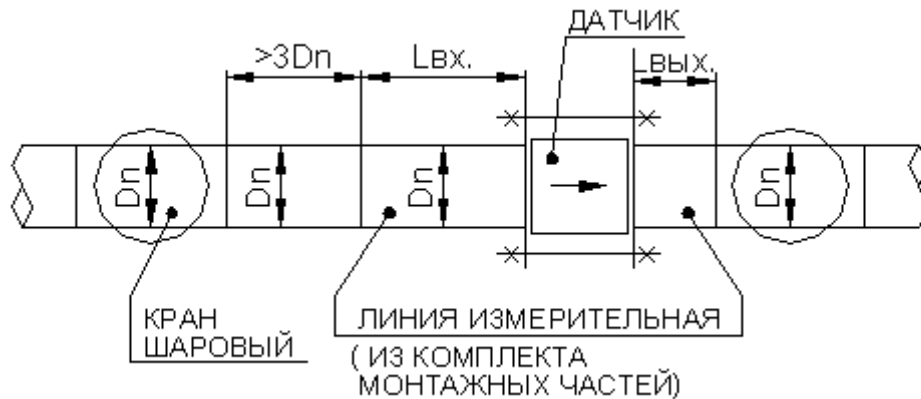 ДАТЧИК
>3Dn
Lвх.
Lвых.
Dn
Dn
Dn
Dn
КРАН
ШАРОВЫЙ
ЛИНИЯ ИЗМЕРИТЕЛЬНАЯ
( ИЗ КОМПЛЕКТА
МОНТАЖНЫХ ЧАСТЕЙ)